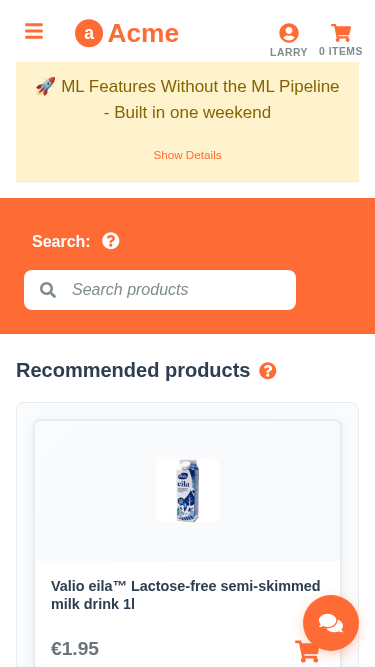 a Acme
LARRY
0 ITEMS
🚀 ML Features Without the ML Pipeline
- Built in one weekend
Show Details
Search: ?
Search products
Recommended products ?
eila
Valio eila™ Lactose-free semi-skimmed
milk drink 1l
€1.95